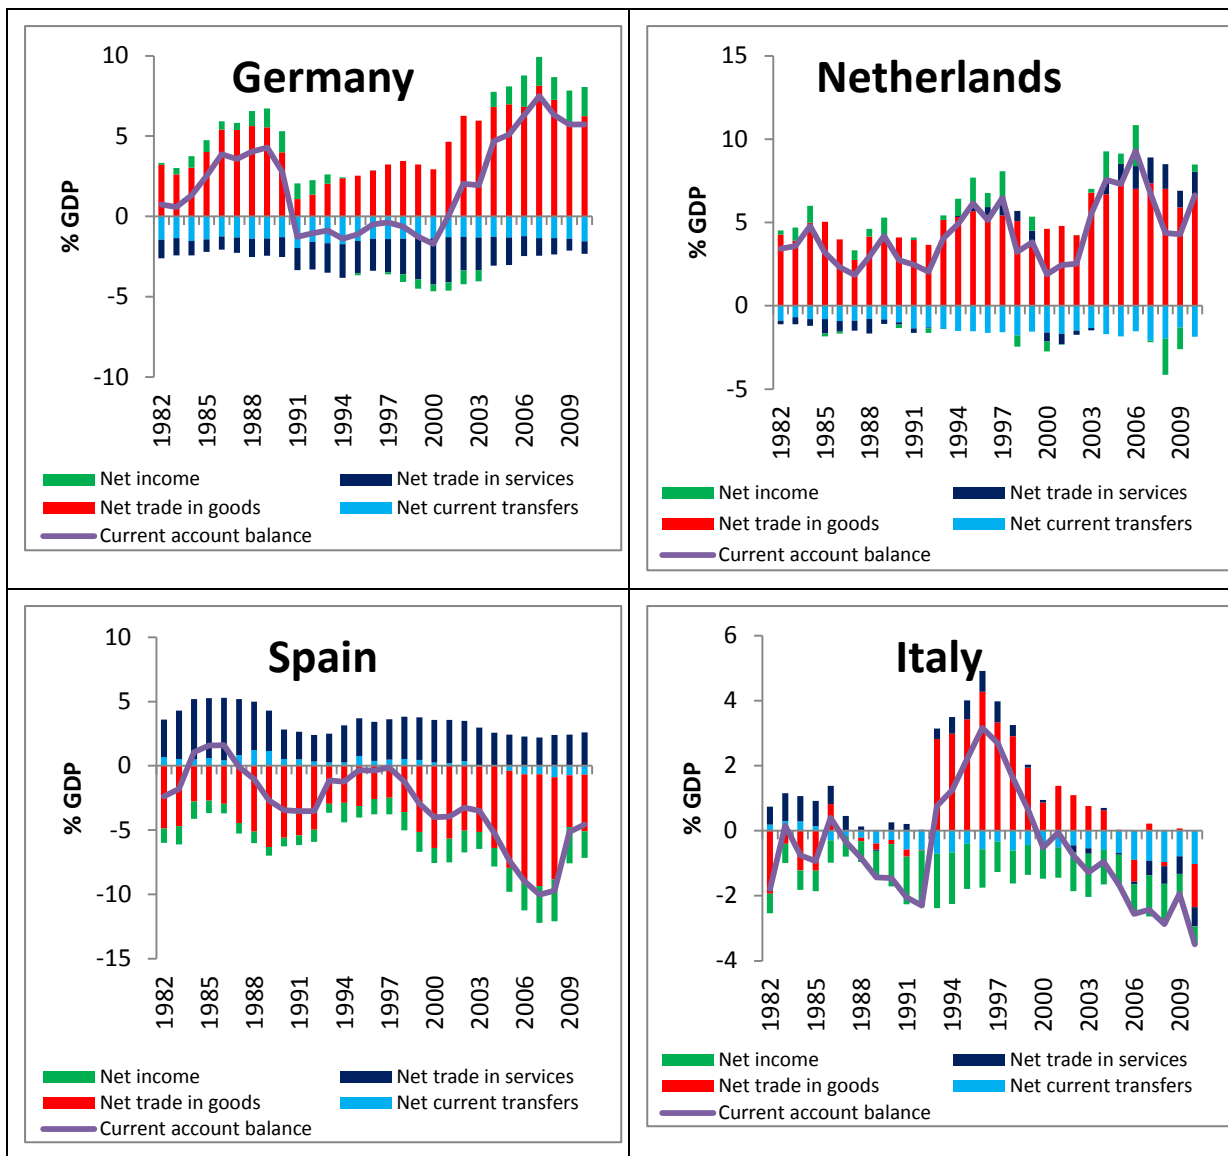 Germany
% GDP
10
5
0
-5
-10
1982 1985 1988 1991 1994 1997 2000 2003 2006 2009
Net income Net trade in services
Net trade in goods Net current transfers
Current account balance
Netherlands
% GDP
15
10
5
0
-5
1982 1985 1988 1991 1994 1997 2000 2003 2006 2009
Net income Net trade in services
Net trade in goods Net current transfers
Current account balance
Spain
% GDP
10
5
0
-5
-10
-15
1982 1985 1988 1991 1994 1997 2000 2003 2006 2009
Net income Net trade in services
Net trade in goods Net current transfers
Current account balance
Italy
% GDP
6
4
2
0
-2
-4
1982 1985 1988 1991 1994 1997 2000 2003 2006 2009
Net income Net trade in services
Net trade in goods Net current transfers
Current account balance